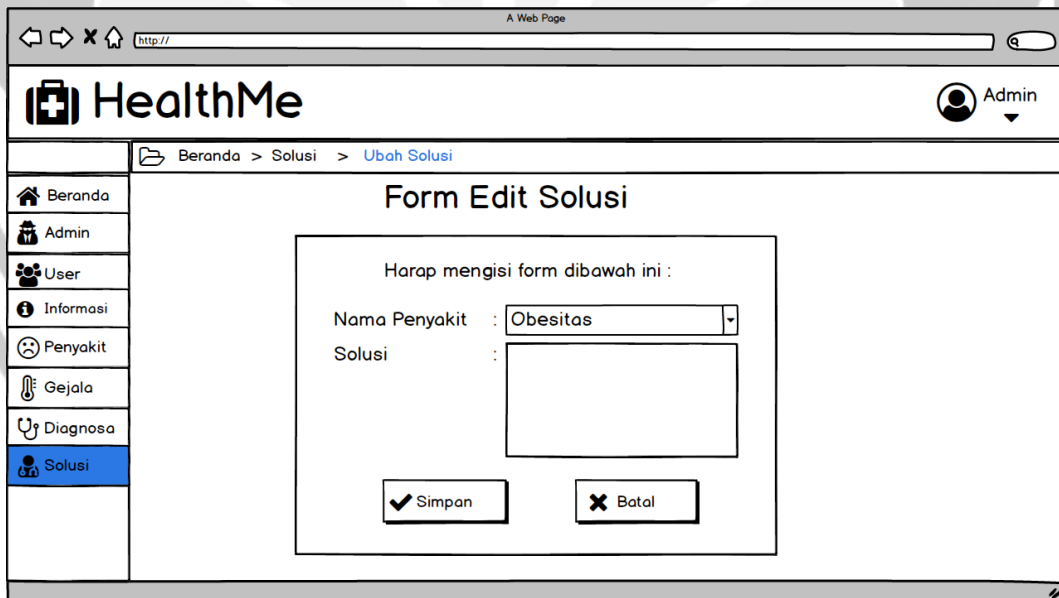 A Web Page
http://
HealthMe
Admin
Beranda > Solusi > Ubah Solusi
Beranda
Admin
User
Informasi
Penyakit
Gejala
Diagnosa
Solusi
Form Edit Solusi
Harap mengisi form dibawah ini :
Nama Penyakit : Obesitas
Solusi :
Simpan
Batal